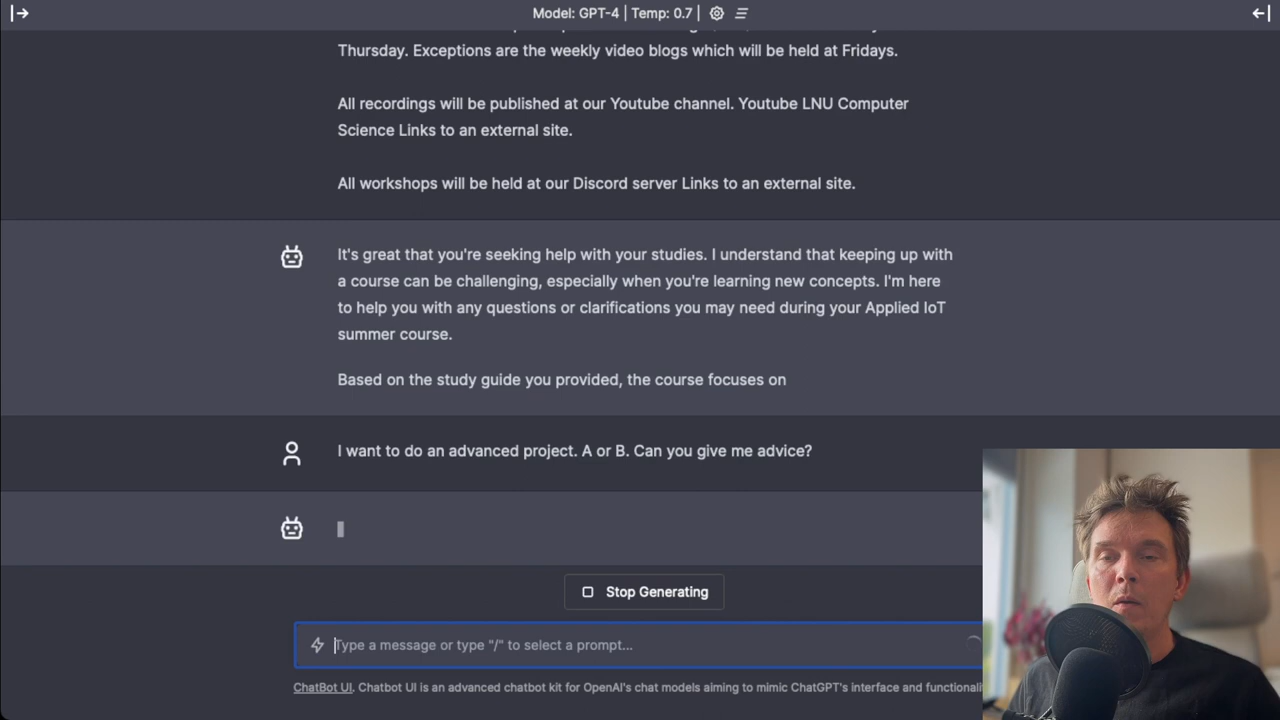 Model: GPT-4 | Temp: 0.7 |
Thursday. Exceptions are the weekly video blogs which will be held at Fridays.
All recordings will be published at our Youtube channel. Youtube LNU Computer
Science Links to an external site.
All workshops will be held at our Discord server Links to an external site.
It's great that you're seeking help with your studies. I understand that keeping up with
a course can be challenging, especially when you're learning new concepts. I'm here
to help you with any questions or clarifications you may need during your Applied IoT
summer course.
Based on the study guide you provided, the course focuses on
I want to do an advanced project. A or B. Can you give me advice?
Stop Generating
Type a message or type "/" to select a prompt...
ChatBot UI. Chatbot UI is an advanced chatbot kit for OpenAI's chat models aiming to mimic ChatGPT's interface and